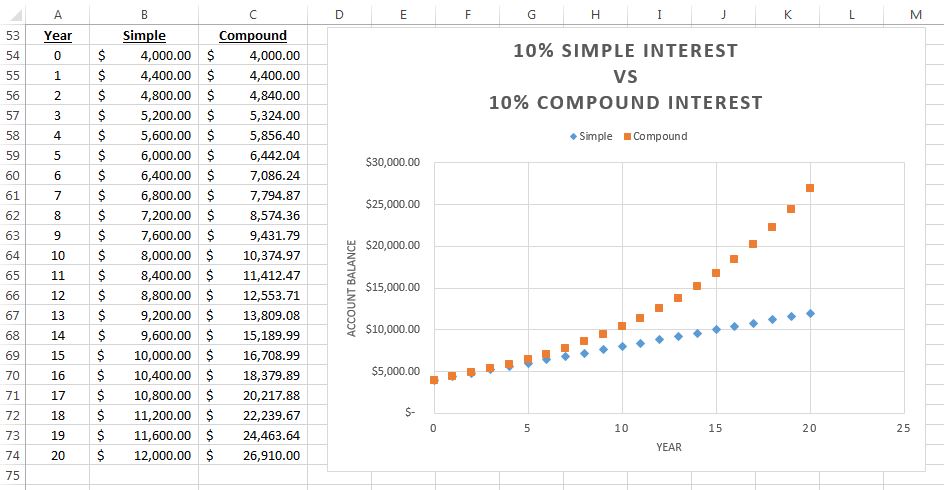 A B C D E F G H I J K L M
53 Year Simple Compound
54 0 $ 4,000.00 $ 4,000.00
55 1 $ 4,400.00 $ 4,400.00
56 2 $ 4,800.00 $ 4,840.00
57 3 $ 5,200.00 $ 5,324.00
58 4 $ 5,600.00 $ 5,856.40
59 5 $ 6,000.00 $ 6,442.04
60 6 $ 6,400.00 $ 7,086.24
61 7 $ 6,800.00 $ 7,794.87
62 8 $ 7,200.00 $ 8,574.36
63 9 $ 7,600.00 $ 9,431.79
64 10 $ 8,000.00 $ 10,374.97
65 11 $ 8,400.00 $ 11,412.47
66 12 $ 8,800.00 $ 12,553.71
67 13 $ 9,200.00 $ 13,809.08
68 14 $ 9,600.00 $ 15,189.99
69 15 $ 10,000.00 $ 16,708.99
70 16 $ 10,400.00 $ 18,379.89
71 17 $ 10,800.00 $ 20,217.88
72 18 $ 11,200.00 $ 22,239.67
73 19 $ 11,600.00 $ 24,463.64
74 20 $ 12,000.00 $ 26,910.00
75
10% SIMPLE INTEREST
VS
10% COMPOUND INTEREST
Simple Compound
$30,000.00
$25,000.00
$20,000.00
$15,000.00
$10,000.00
$5,000.00
$-
ACCOUNT BALANCE
0 5 10 15 20 25
YEAR